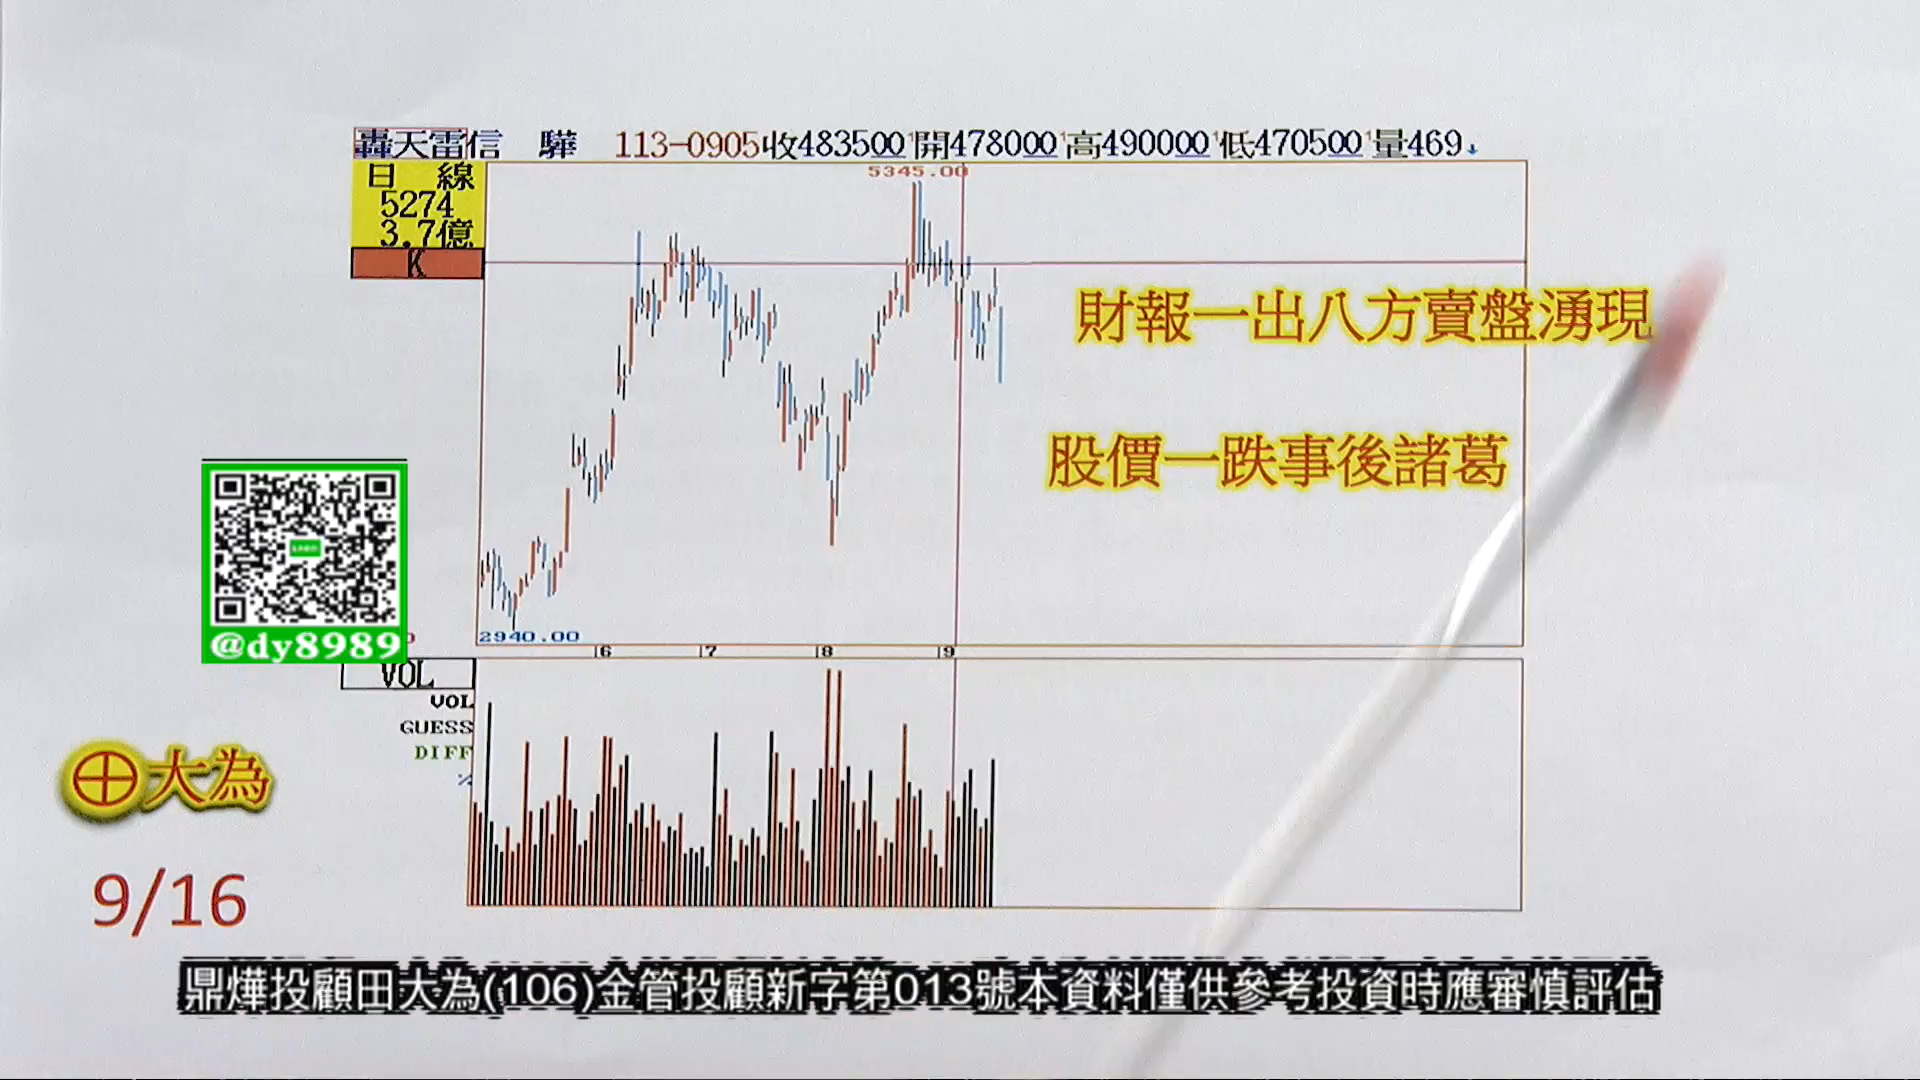 轟天雷信 驊 113-0905收483500開478000高490000低470500量469↓
日 線
5274
3.7億
K
5345.00
財報一出八方賣盤湧現
股價一跌事後諸葛
@dy8989
2940.00
6 7 8 9
VOL
VOL
GUESS
DIFF
%
田大為
9/16
鼎燁投顧田大為(106)金管投顧新字第013號本資料僅供參考投資時應審慎評估